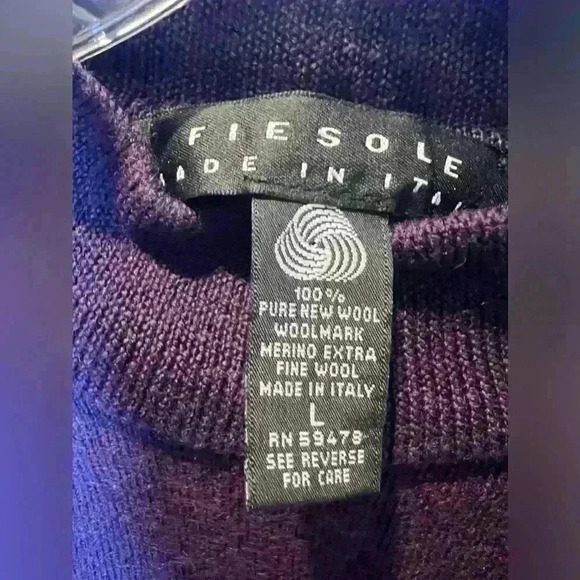 FIESOLE
MADE IN ITALY
100%
PURE NEW WOOL
WOOLMARK
MERINO EXTRA
FINE WOOL
MADE IN ITALY
L
RN 59478
SEE REVERSE
FOR CARE